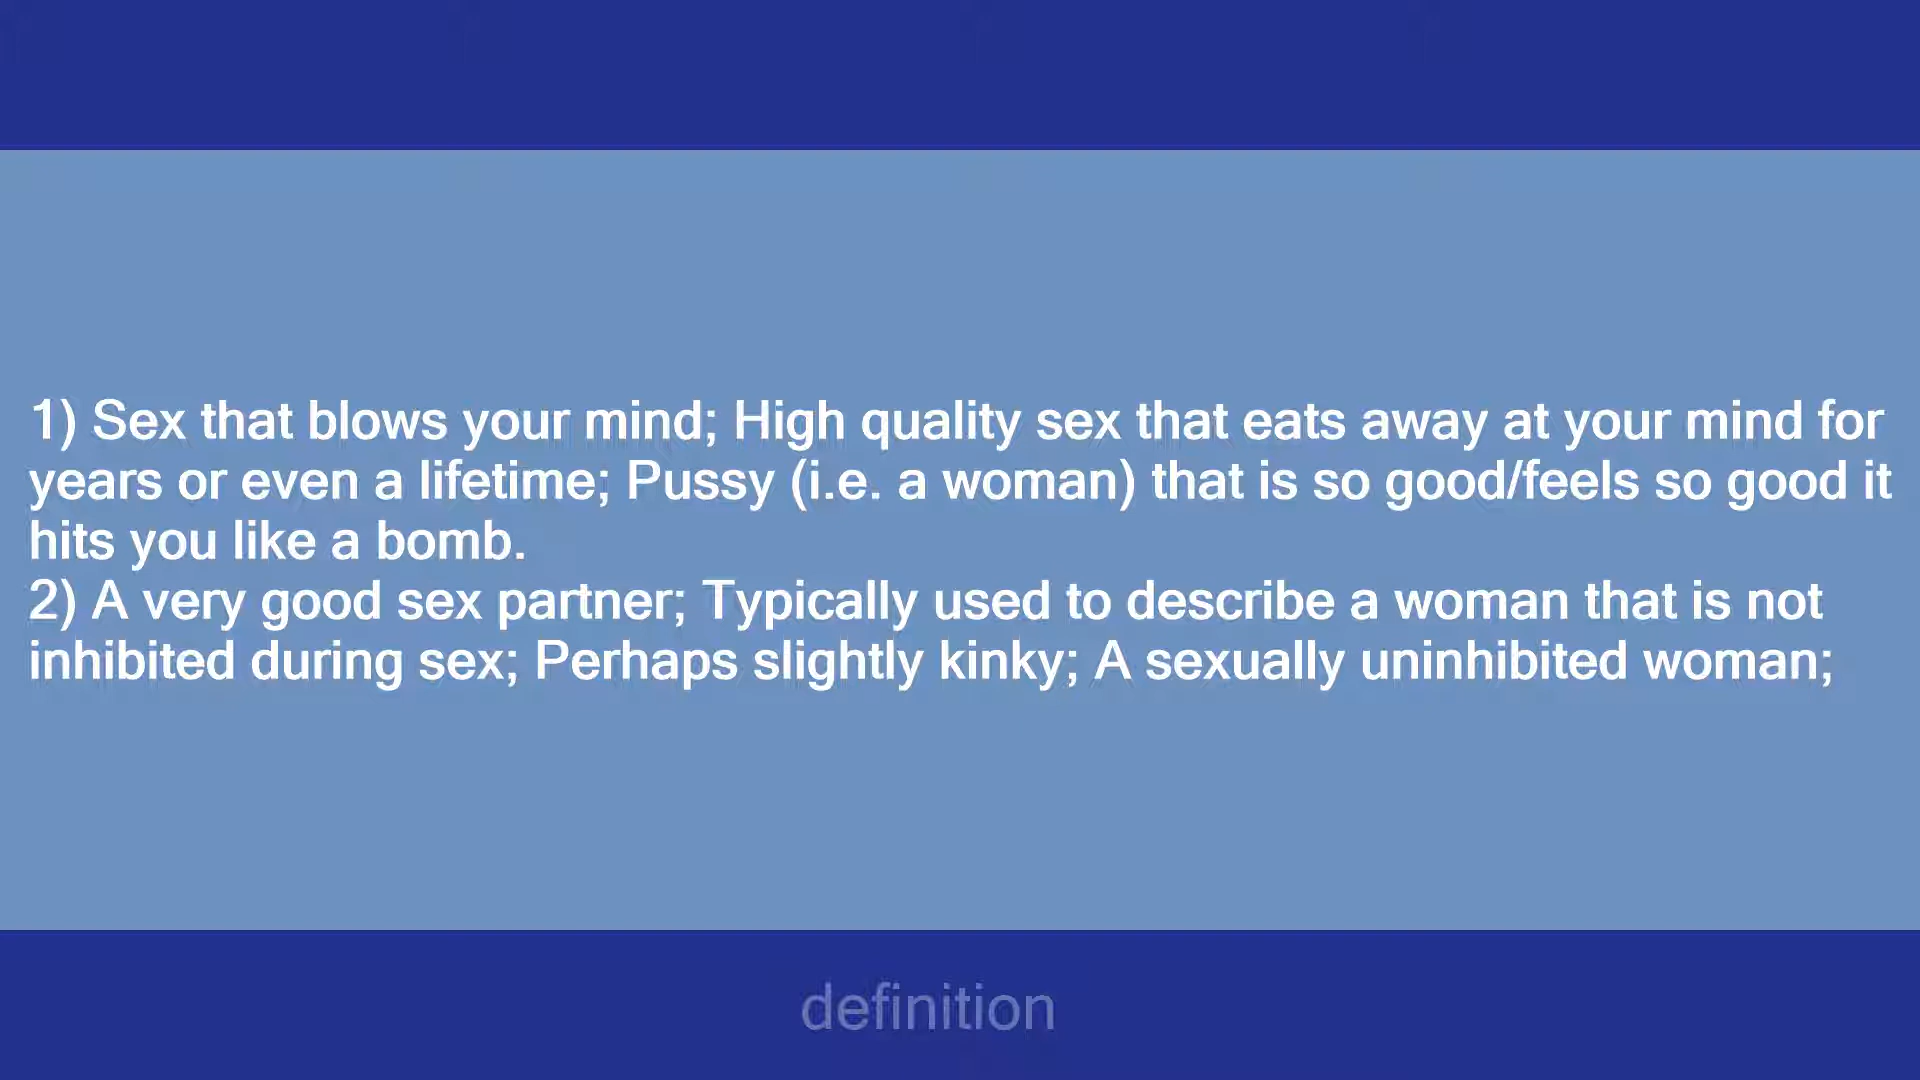 1) Sex that blows your mind; High quality sex that eats away at your mind for
years or even a lifetime; Pussy (i.e. a woman) that is so good/feels so good it
hits you like a bomb.
2) A very good sex partner; Typically used to describe a woman that is not
inhibited during sex; Perhaps slightly kinky; A sexually uninhibited woman;
definition